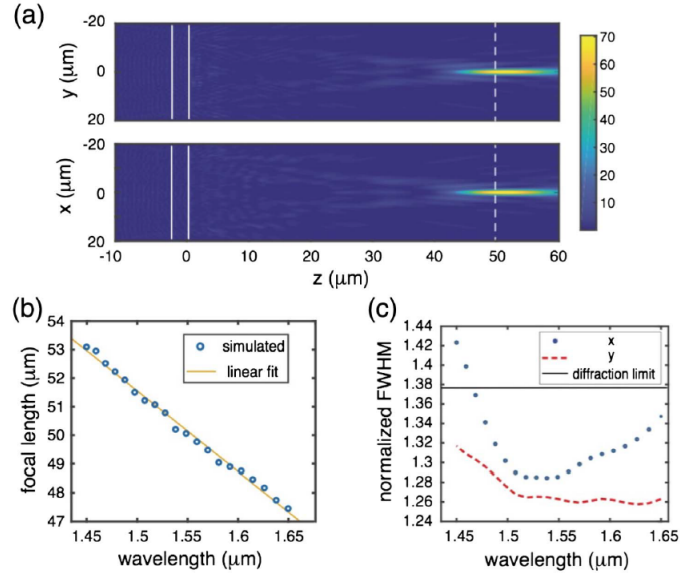 (a)
-20
0
20
y (μm)
-20
0
20
x (μm)
-10 0 10 20 30 40 50 60
z (μm)
70
60
50
40
30
20
10
(b)
54
53
52
51
50
49
48
47
focal length (μm)
simulated
linear fit
1.45 1.5 1.55 1.6 1.65
wavelength (μm)
(c)
1.44
1.42
1.4
1.38
1.36
1.34
1.32
1.3
1.28
1.26
1.24
normalized FWHM
x
y
diffraction limit
1.45 1.5 1.55 1.6 1.65
wavelength (μm)